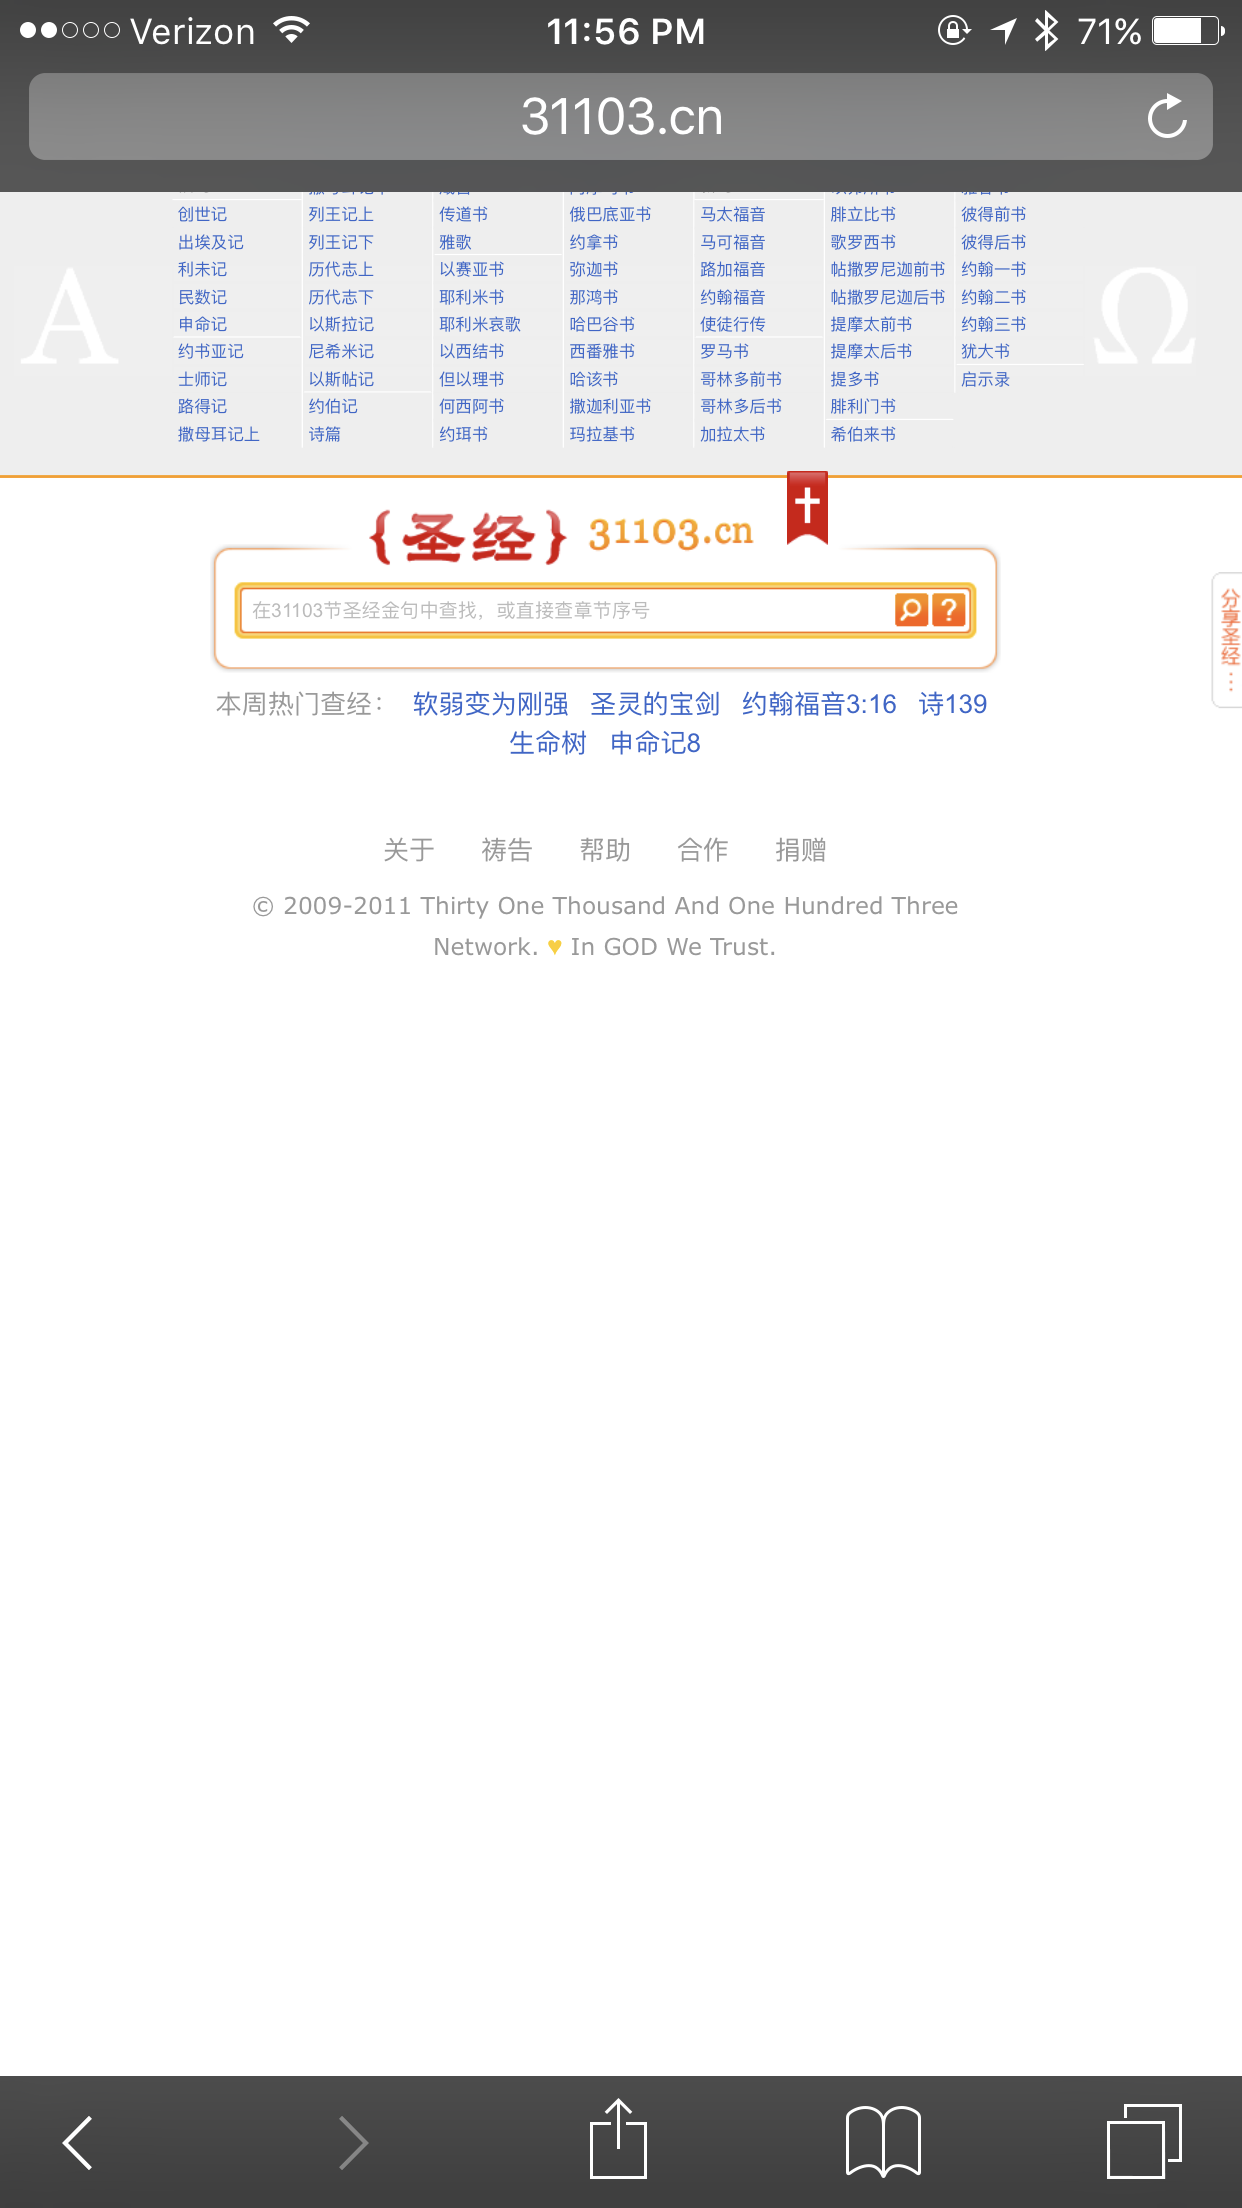 Verizon 11:56 PM 71%
31103.cn
创世记 列王记上 传道书 俄巴底亚书 马太福音 腓立比书 彼得前书
出埃及记 列王记下 雅歌 约拿书 马可福音 歌罗西书 彼得后书
利未记 历代志上 以赛亚书 弥迦书 路加福音 帖撒罗尼迦前书 约翰一书
民数记 历代志下 耶利米书 那鸿书 约翰福音 帖撒罗尼迦后书 约翰二书
申命记 以斯拉记 耶利米哀歌 哈巴谷书 使徒行传 提摩太前书 约翰三书
约书亚记 尼希米记 以西结书 西番雅书 罗马书 提摩太后书 犹大书
士师记 以斯帖记 但以理书 哈该书 哥林多前书 提多书 启示录
路得记 约伯记 何西阿书 撒迦利亚书 哥林多后书 腓利门书
撒母耳记上 诗篇 约珥书 玛拉基书 加拉太书 希伯来书
Α Ω
{圣经} 31103.cn
在31103节圣经金句中查找，或直接查章节序号 ?
分享圣经…
本周热门查经： 软弱变为刚强 圣灵的宝剑 约翰福音3:16 诗139
生命树 申命记8
关于 祷告 帮助 合作 捐赠
© 2009-2011 Thirty One Thousand And One Hundred Three
Network. ♥ In GOD We Trust.